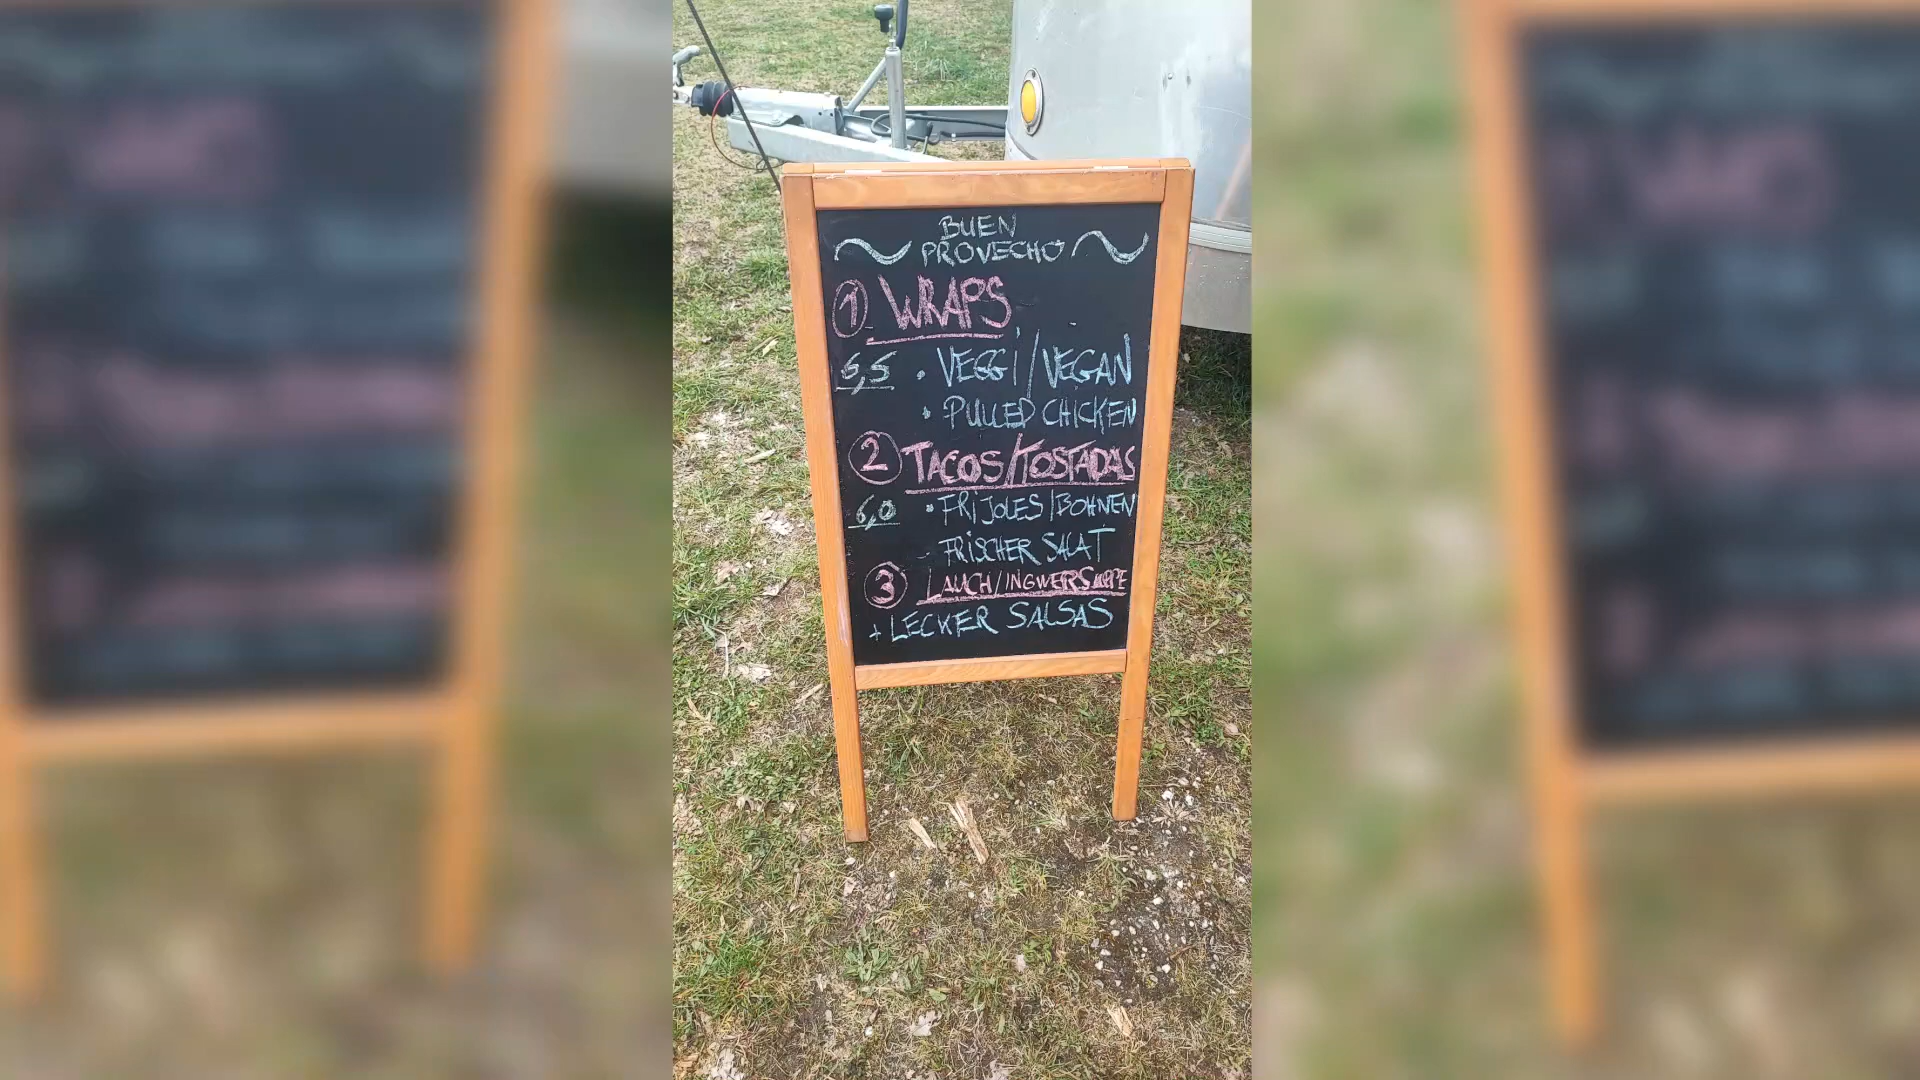 BUEN
PROVECHO
1 WRAPS
6,5 • VEGGI/VEGAN
• PULLED CHICKEN
2 TACOS/TOSTADAS
6,0 • FRIJOLES/BOHNEN
- FRISCHER SALAT
3 LAUCH/INGWERSUPPE
+ LECKER SALSAS